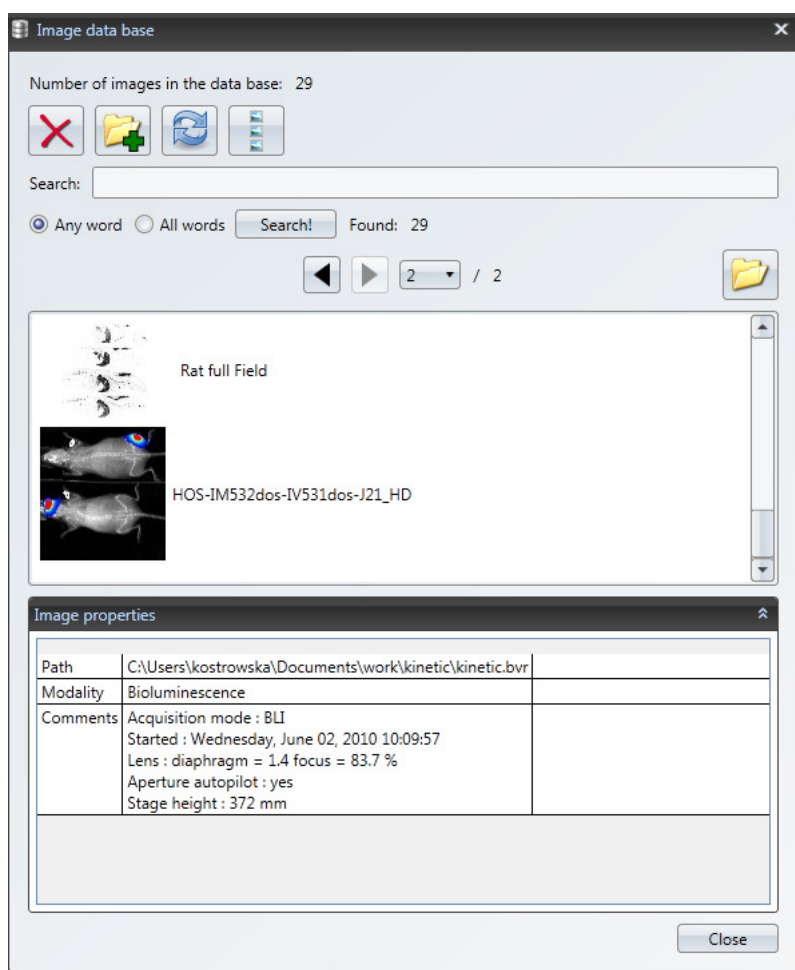 Image data base
Number of images in the data base: 29
Search:
Any word All words Search! Found: 29
2 / 2
Rat full Field
HOS-IM532dos-IV531dos-J21_HD
Image properties
Path C:\Users\kostrowska\Documents\work\kinetic\kinetic.bvr
Modality Bioluminescence
Comments Acquisition mode : BLI
Started : Wednesday, June 02, 2010 10:09:57
Lens : diaphragm = 1.4 focus = 83.7 %
Aperture autopilot : yes
Stage height : 372 mm
Close